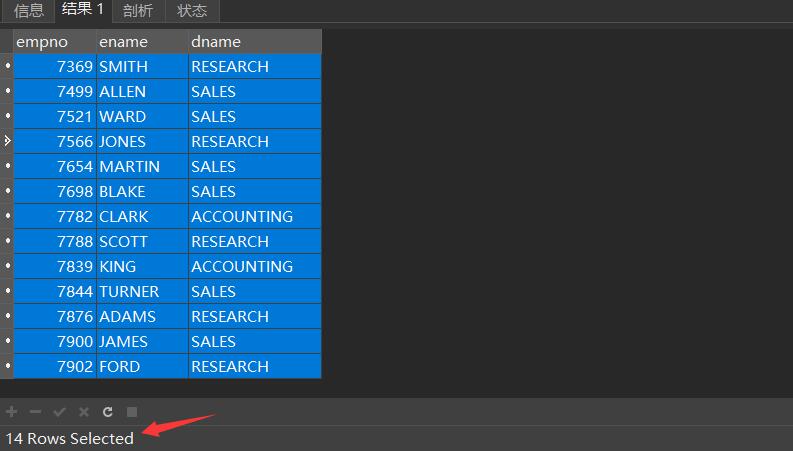 信息 结果 1 剖析 状态
empno ename dname
7369 SMITH RESEARCH
7499 ALLEN SALES
7521 WARD SALES
7566 JONES RESEARCH
7654 MARTIN SALES
7698 BLAKE SALES
7782 CLARK ACCOUNTING
7788 SCOTT RESEARCH
7839 KING ACCOUNTING
7844 TURNER SALES
7876 ADAMS RESEARCH
7900 JAMES SALES
7902 FORD RESEARCH
14 Rows Selected